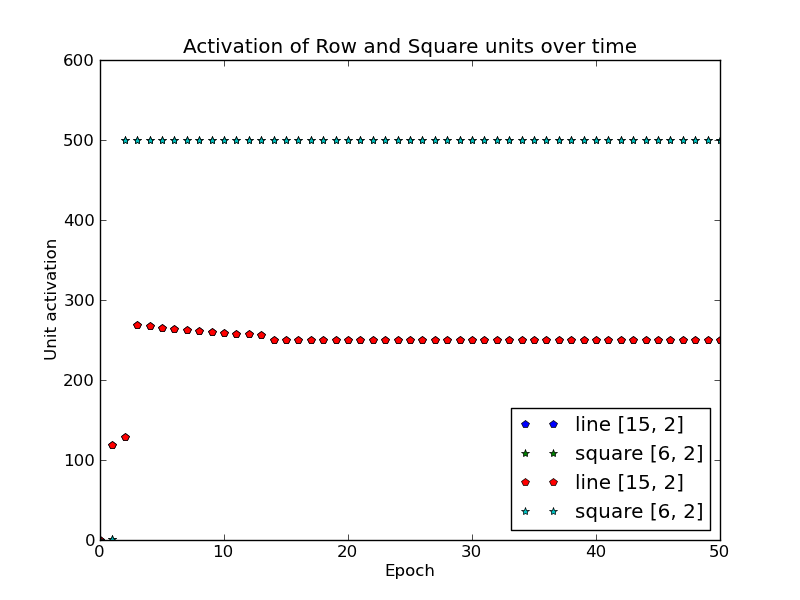 Activation of Row and Square units over time
600
500
400
300
200
100
0
Unit activation
line [15, 2]
square [6, 2]
line [15, 2]
square [6, 2]
0 10 20 30 40 50
Epoch